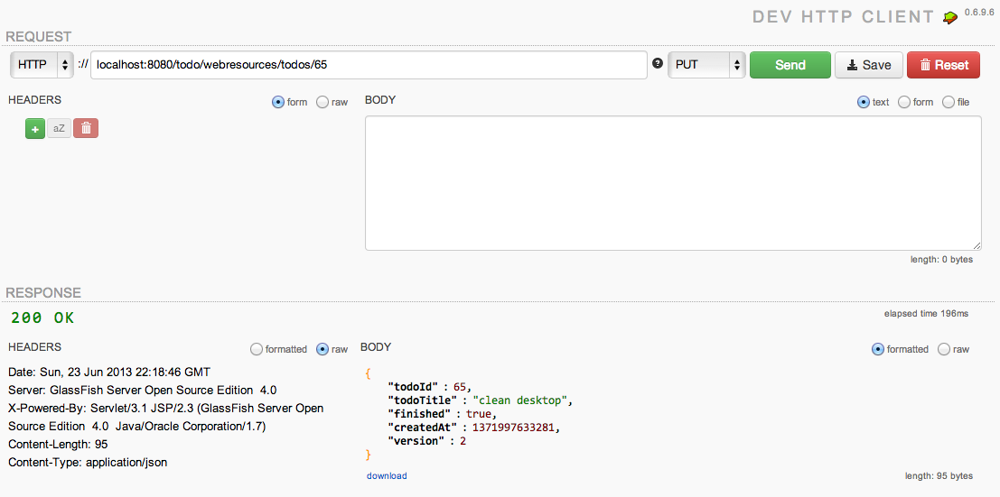 DEV HTTP CLIENT 0.6.9.6
REQUEST
HTTP :// localhost:8080/todo/webresources/todos/65 ? PUT Send Save Reset
HEADERS form raw BODY text form file
+ aZ
length: 0 bytes
RESPONSE
200 OK elapsed time 196ms
HEADERS formatted raw BODY formatted raw
Date: Sun, 23 Jun 2013 22:18:46 GMT
Server: GlassFish Server Open Source Edition 4.0
X-Powered-By: Servlet/3.1 JSP/2.3 (GlassFish Server Open
Source Edition 4.0 Java/Oracle Corporation/1.7)
Content-Length: 95
Content-Type: application/json
{
"todoId" : 65,
"todoTitle" : "clean desktop",
"finished" : true,
"createdAt" : 1371997633281,
"version" : 2
}
download length: 95 bytes